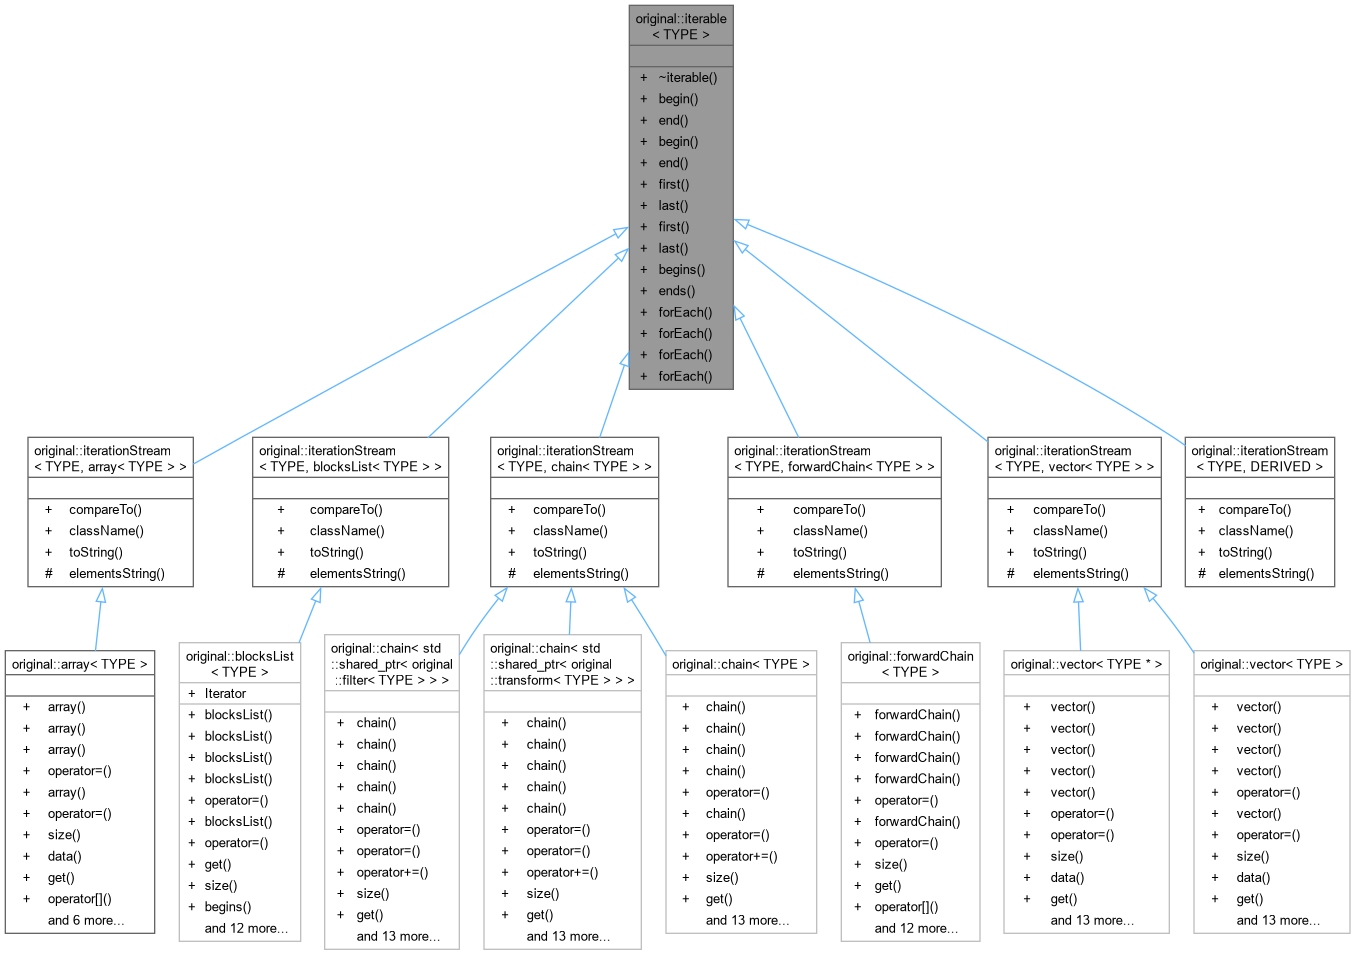 original::iterable
< TYPE >
+ ~iterable()
+ begin()
+ end()
+ begin()
+ end()
+ first()
+ last()
+ first()
+ last()
+ begins()
+ ends()
+ forEach()
+ forEach()
+ forEach()
+ forEach()
original::iterationStream
< TYPE, array< TYPE > >
+ compareTo()
+ className()
+ toString()
# elementsString()
original::iterationStream
< TYPE, blocksList< TYPE > >
+ compareTo()
+ className()
+ toString()
# elementsString()
original::iterationStream
< TYPE, chain< TYPE > >
+ compareTo()
+ className()
+ toString()
# elementsString()
original::iterationStream
< TYPE, forwardChain< TYPE > >
+ compareTo()
+ className()
+ toString()
# elementsString()
original::iterationStream
< TYPE, vector< TYPE > >
+ compareTo()
+ className()
+ toString()
# elementsString()
original::iterationStream
< TYPE, DERIVED >
+ compareTo()
+ className()
+ toString()
# elementsString()
original::array< TYPE >
+ array()
+ array()
+ array()
+ operator=()
+ array()
+ operator=()
+ size()
+ data()
+ get()
+ operator[]()
and 6 more...
original::blocksList
< TYPE >
+ Iterator
+ blocksList()
+ blocksList()
+ blocksList()
+ blocksList()
+ operator=()
+ blocksList()
+ operator=()
+ get()
+ size()
+ begins()
and 12 more...
original::chain< std
::shared_ptr< original
::filter< TYPE > > >
+ chain()
+ chain()
+ chain()
+ chain()
+ chain()
+ operator=()
+ operator=()
+ operator+=()
+ size()
+ get()
and 13 more...
original::chain< std
::shared_ptr< original
::transform< TYPE > > >
+ chain()
+ chain()
+ chain()
+ chain()
+ chain()
+ operator=()
+ operator=()
+ operator+=()
+ size()
+ get()
and 13 more...
original::chain< TYPE >
+ chain()
+ chain()
+ chain()
+ chain()
+ operator=()
+ chain()
+ operator=()
+ operator+=()
+ size()
+ get()
and 13 more...
original::forwardChain
< TYPE >
+ forwardChain()
+ forwardChain()
+ forwardChain()
+ forwardChain()
+ operator=()
+ forwardChain()
+ operator=()
+ size()
+ get()
+ operator[]()
and 12 more...
original::vector< TYPE * >
+ vector()
+ vector()
+ vector()
+ vector()
+ vector()
+ operator=()
+ operator=()
+ size()
+ data()
+ get()
and 13 more...
original::vector< TYPE >
+ vector()
+ vector()
+ vector()
+ vector()
+ operator=()
+ vector()
+ operator=()
+ size()
+ data()
+ get()
and 13 more...